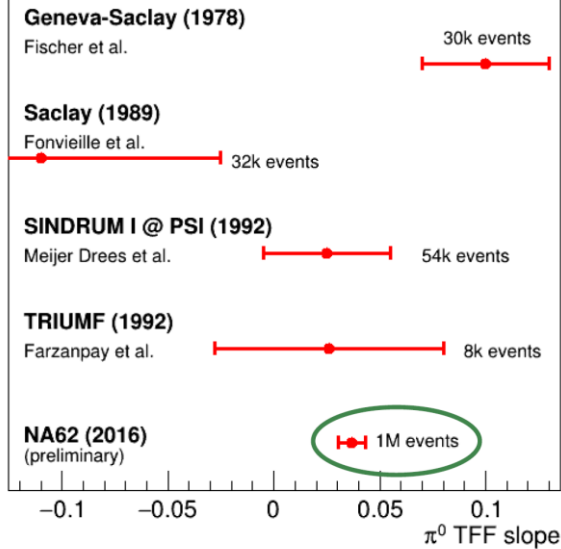 Geneva-Saclay (1978)
Fischer et al.
30k events
Saclay (1989)
Fonvieille et al.
32k events
SINDRUM I @ PSI (1992)
Meijer Drees et al.
54k events
TRIUMF (1992)
Farzanpay et al.
8k events
NA62 (2016)
(preliminary)
1M events
−0.1 −0.05 0 0.05 0.1
π⁰ TFF slope